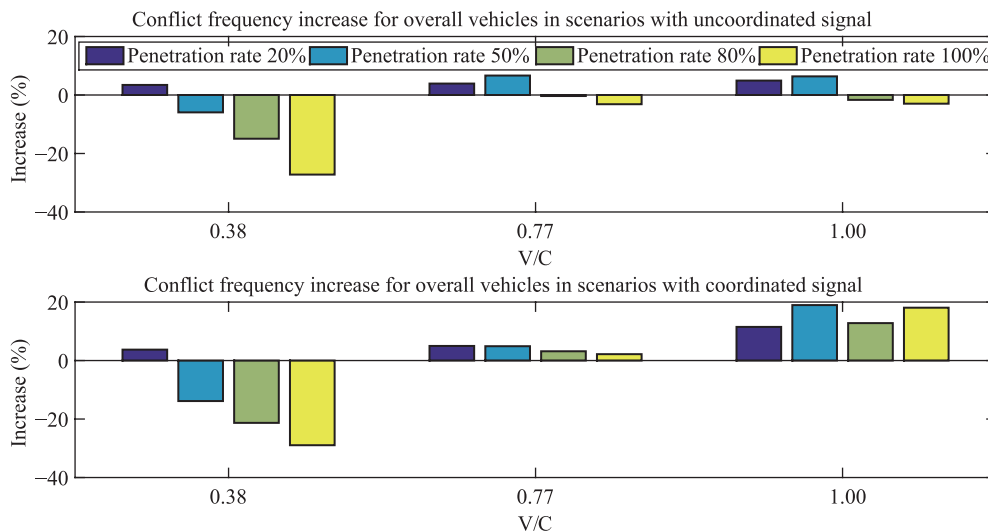 Conflict frequency increase for overall vehicles in scenarios with uncoordinated signal
20
Penetration rate 20% Penetration rate 50% Penetration rate 80% Penetration rate 100%
0
−20
−40
Increase (%)
0.38 0.77 1.00
V/C
Conflict frequency increase for overall vehicles in scenarios with coordinated signal
20
0
−20
−40
Increase (%)
0.38 0.77 1.00
V/C